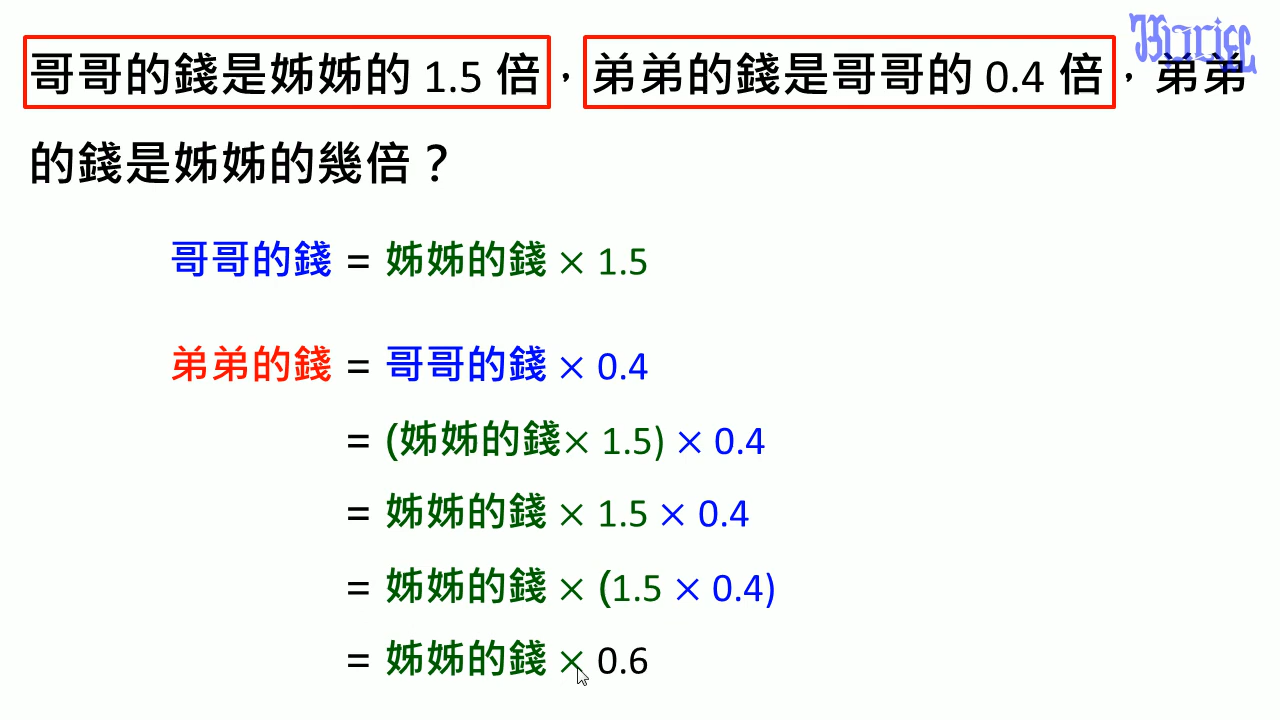 哥哥的錢是姊姊的 1.5 倍，弟弟的錢是哥哥的 0.4 倍，弟弟
的錢是姊姊的幾倍？
哥哥的錢 = 姊姊的錢 × 1.5
弟弟的錢 = 哥哥的錢 × 0.4
= (姊姊的錢× 1.5) × 0.4
= 姊姊的錢 × 1.5 × 0.4
= 姊姊的錢 × (1.5 × 0.4)
= 姊姊的錢 × 0.6